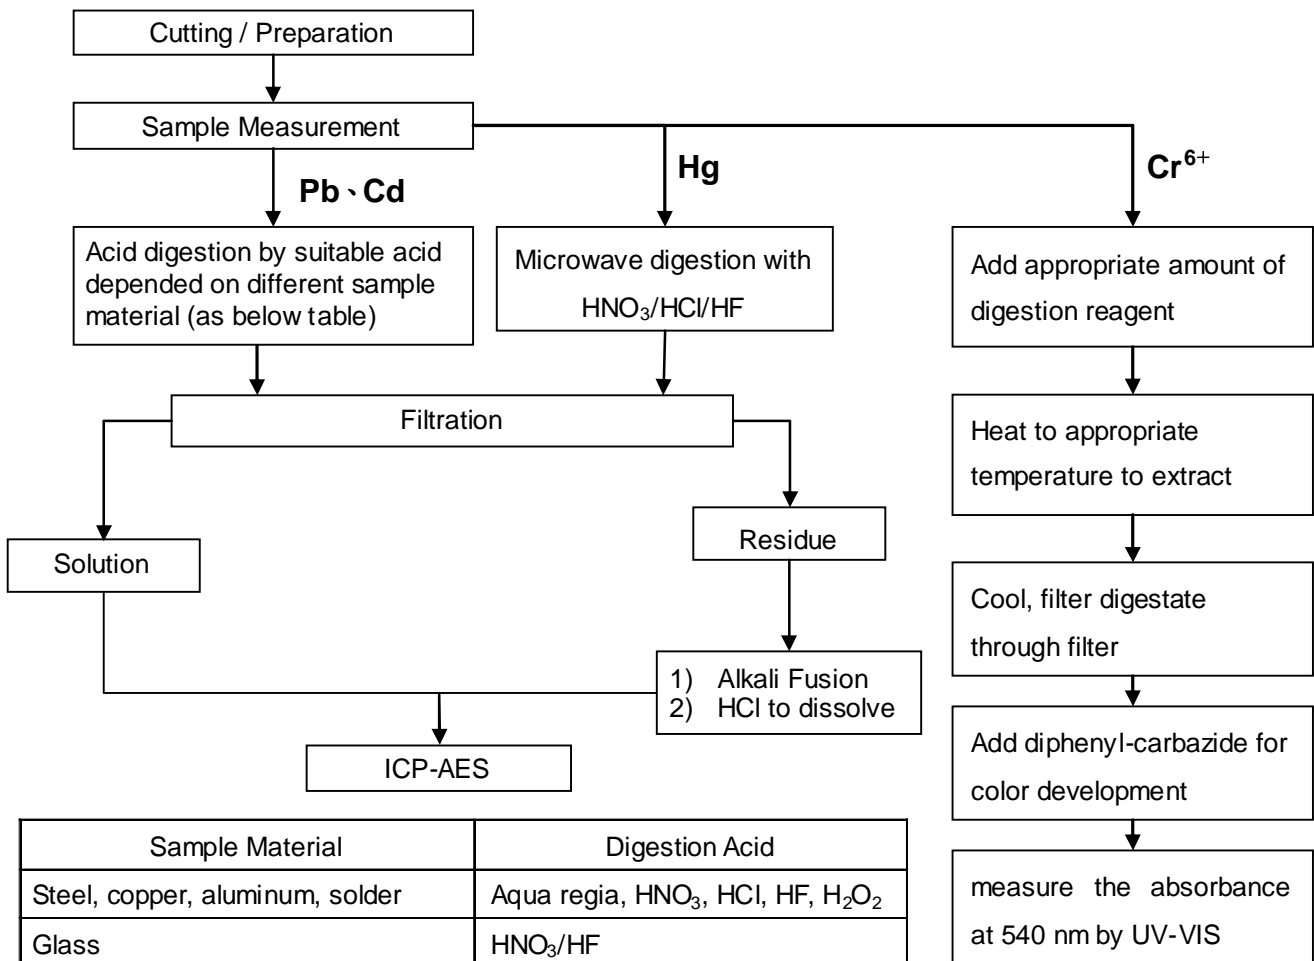 Cutting / Preparation
Sample Measurement
Pb、Cd
Hg
Cr⁶⁺
Acid digestion by suitable acid
depended on different sample
material (as below table)
Microwave digestion with
HNO₃/HCl/HF
Add appropriate amount of
digestion reagent
Filtration
Heat to appropriate
temperature to extract
Solution
Residue
Cool, filter digestate
through filter
1) Alkali Fusion
2) HCl to dissolve
ICP-AES
Add diphenyl-carbazide for
color development
Sample Material Digestion Acid
Steel, copper, aluminum, solder Aqua regia, HNO₃, HCl, HF, H₂O₂
Glass HNO₃/HF
measure the absorbance
at 540 nm by UV-VIS